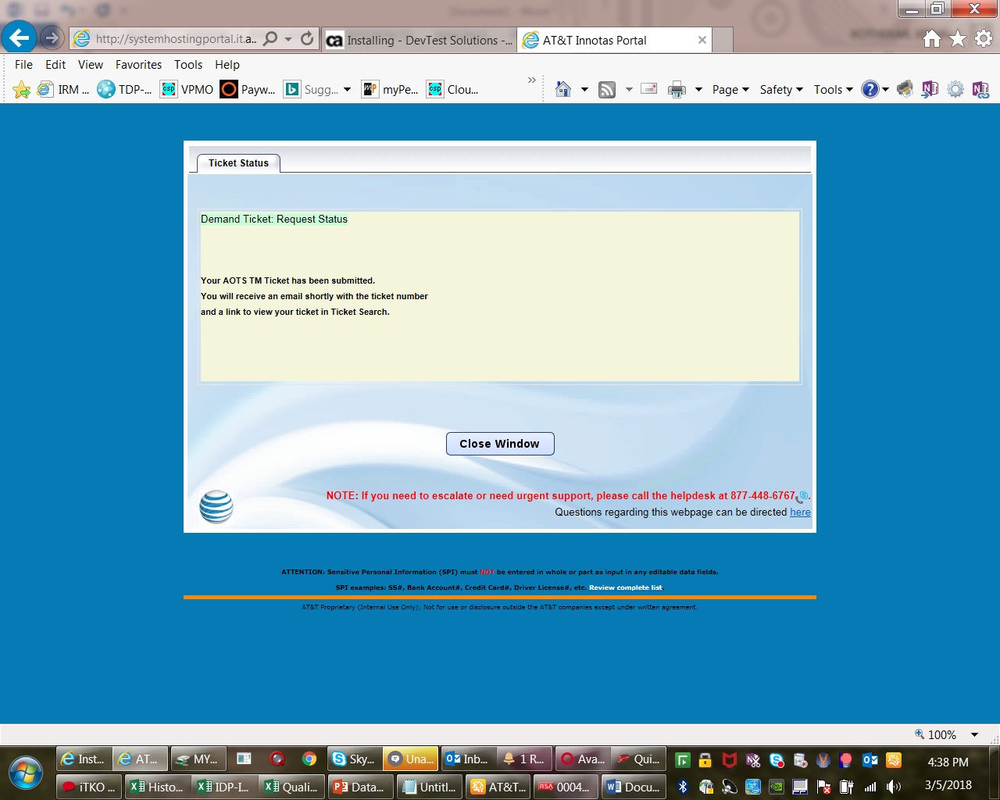 http://systemhostingportal.it.a...
Installing - DevTest Solutions -...
AT&T Innotas Portal
File Edit View Favorites Tools Help
IRM ... TDP-... VPMO Payw... Sugg... myPe... Clou... Page Safety Tools
Ticket Status
Demand Ticket: Request Status
Your AOTS TM Ticket has been submitted.
You will receive an email shortly with the ticket number
and a link to view your ticket in Ticket Search.
Close Window
NOTE: If you need to escalate or need urgent support, please call the helpdesk at 877-448-6767.
Questions regarding this webpage can be directed here
ATTENTION: Sensitive Personal Information (SPI) must NOT be entered in whole or part as input in any editable data fields.
SPI examples: SS#, Bank Account#, Credit Card#, Driver License#, etc. Review complete list.
AT&T Proprietary (Internal Use Only); Not for use or disclosure outside the AT&T companies except under written agreement.
100%
Inst... AT... MY... Sky... Una... Inb... 1 R... Ava... Qui... 4:38 PM
iTKO ... Histo... IDP-I... Quali... Data... Untitl... AT&T... RSA 0004... Docu... 3/5/2018